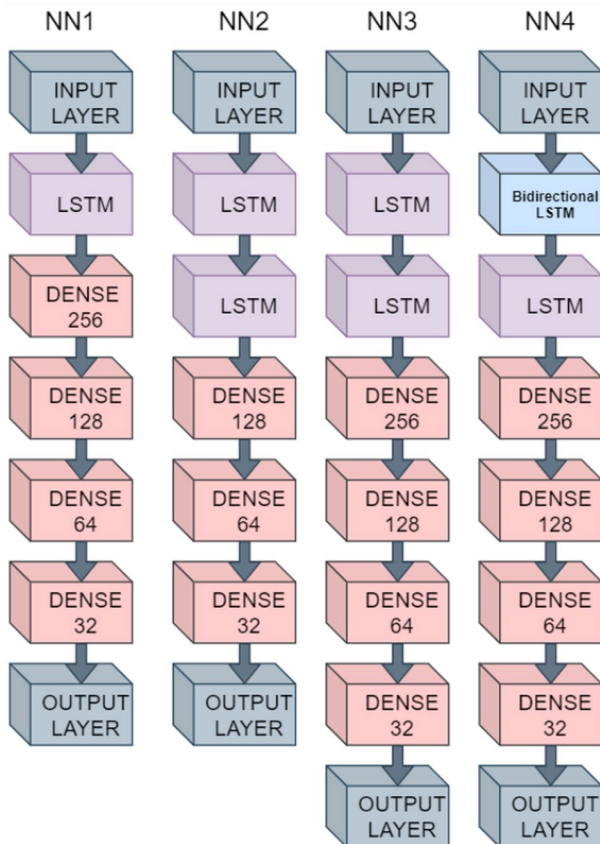 NN1
INPUT
LAYER
LSTM
DENSE
256
DENSE
128
DENSE
64
DENSE
32
OUTPUT
LAYER
NN2
INPUT
LAYER
LSTM
LSTM
DENSE
128
DENSE
64
DENSE
32
OUTPUT
LAYER
NN3
INPUT
LAYER
LSTM
LSTM
DENSE
256
DENSE
128
DENSE
64
DENSE
32
OUTPUT
LAYER
NN4
INPUT
LAYER
Bidirectional
LSTM
LSTM
DENSE
256
DENSE
128
DENSE
64
DENSE
32
OUTPUT
LAYER